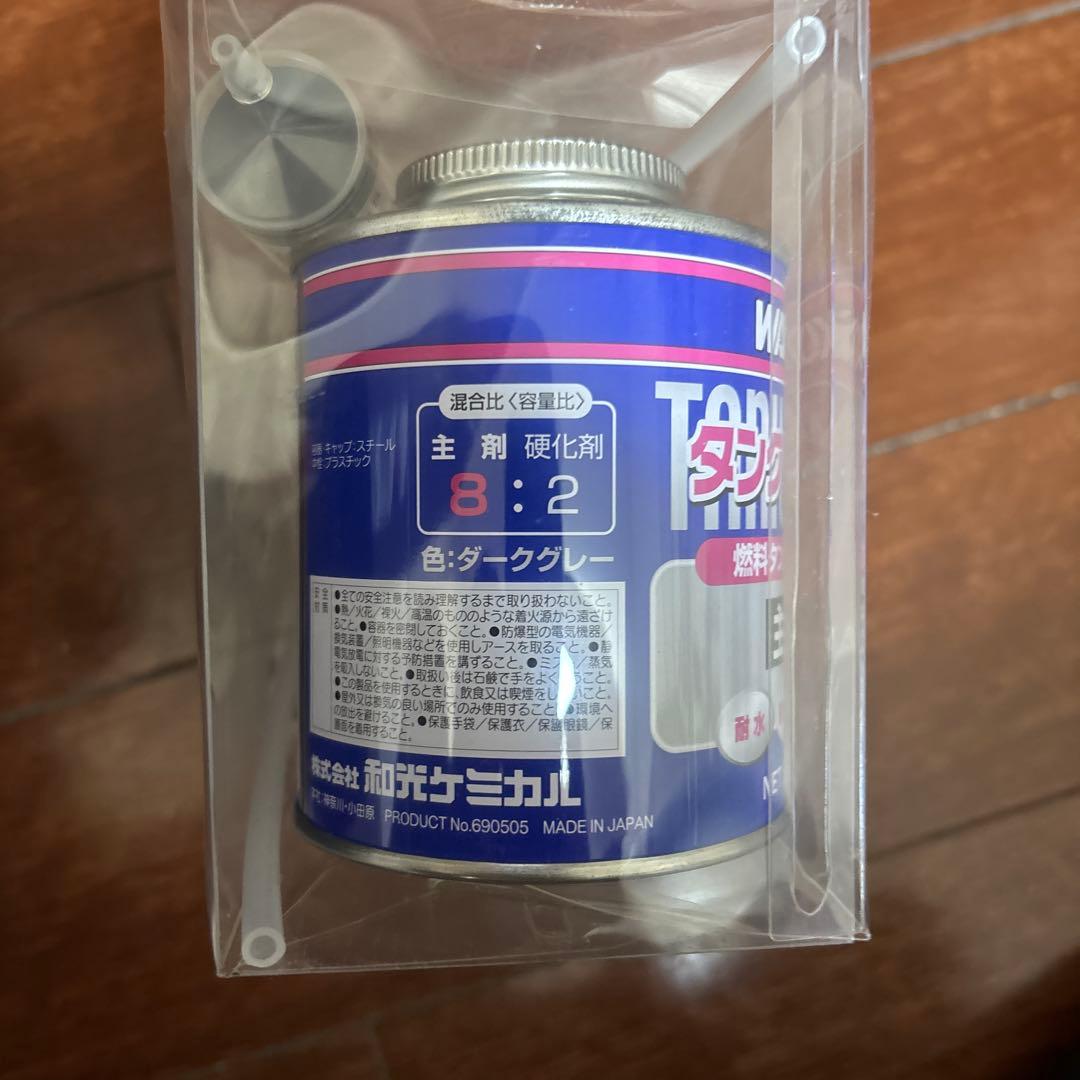 WA
TANK
タンク
燃料タン
主
耐水
NE
混合比〈容量比〉
主剤 硬化剤
8:2
色:ダークグレー
容器・キャップ:スチール
中栓:プラスチック
安全対策
●全ての安全注意を読み理解するまで取り扱わないこと。
●熱/火花/裸火/高温のもののような着火源から遠ざけ
ること。●容器を密閉しておくこと。●防爆型の電気機器/
換気装置/照明機器などを使用しアースを取ること。●静
電気放電に対する予防措置を講ずること。●ミスト/蒸気
を吸入しないこと。●取扱い後は石鹸で手をよく洗うこと。
●この製品を使用するときに、飲食又は喫煙をしないこと。
●屋外又は換気の良い場所でのみ使用すること。●環境へ
の放出を避けること。●保護手袋/保護衣/保護眼鏡/保
護面を着用すること。
株式会社 和光ケミカル
本社:神奈川・小田原 PRODUCT No.690505 MADE IN JAPAN